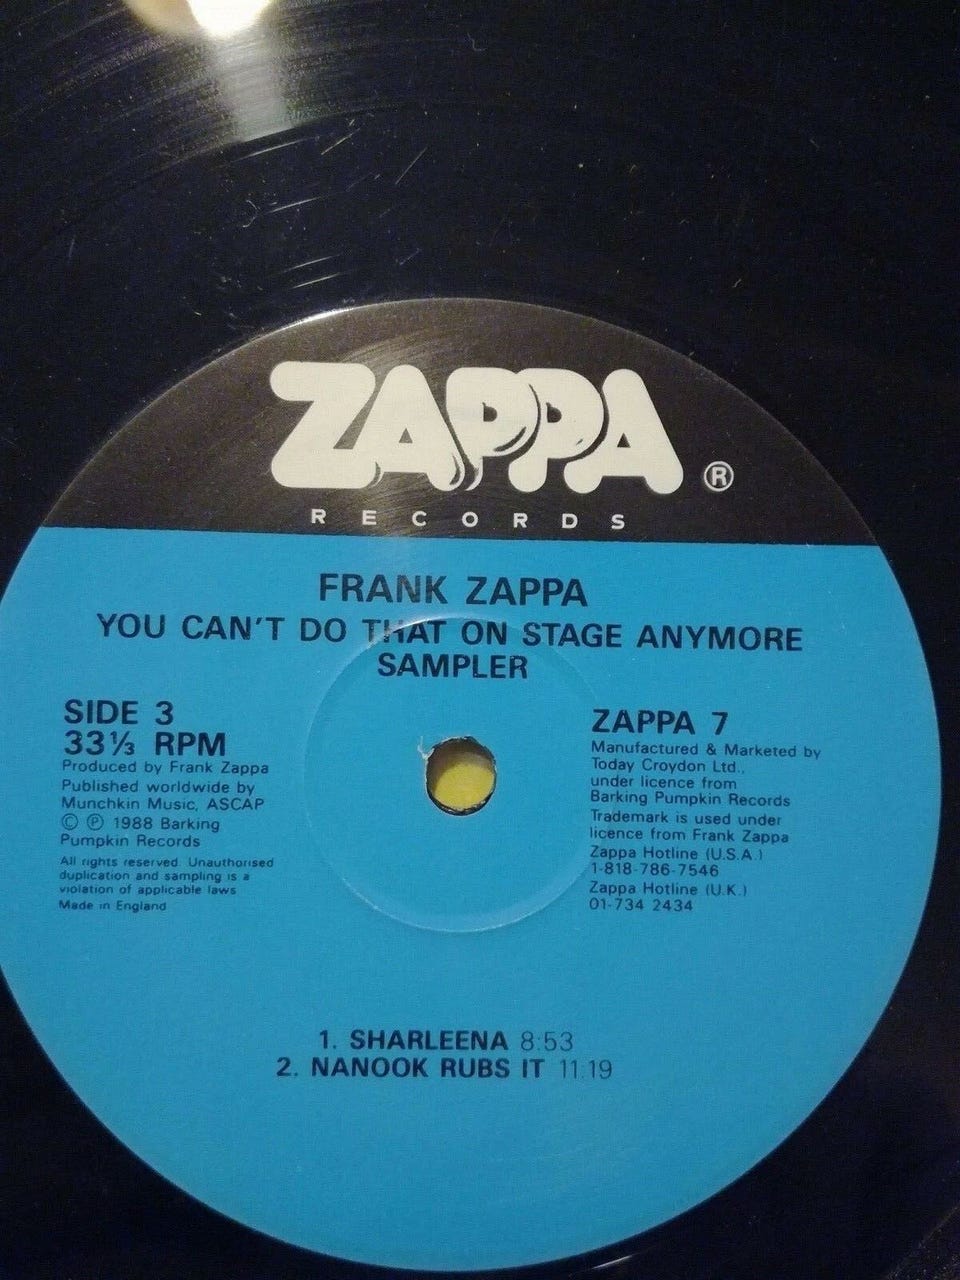 ZAPPA ®
RECORDS
FRANK ZAPPA
YOU CAN'T DO THAT ON STAGE ANYMORE
SAMPLER
SIDE 3
33⅓ RPM
Produced by Frank Zappa
Published worldwide by
Munchkin Music, ASCAP
© ℗ 1988 Barking
Pumpkin Records
All rights reserved. Unauthorised
duplication and sampling is a
violation of applicable laws
Made in England
ZAPPA 7
Manufactured & Marketed by
Today Croydon Ltd.,
under licence from
Barking Pumpkin Records
Trademark is used under
licence from Frank Zappa
Zappa Hotline (U.S.A.)
1-818-786-7546
Zappa Hotline (U.K.)
01-734 2434
1. SHARLEENA 8:53
2. NANOOK RUBS IT 11.19